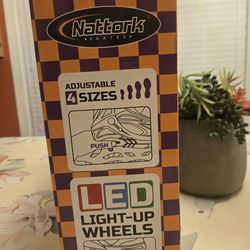 Nattork
SKATES
ADJUSTABLE
4 SIZES
PUSH
LED
LIGHT-UP
WHEELS